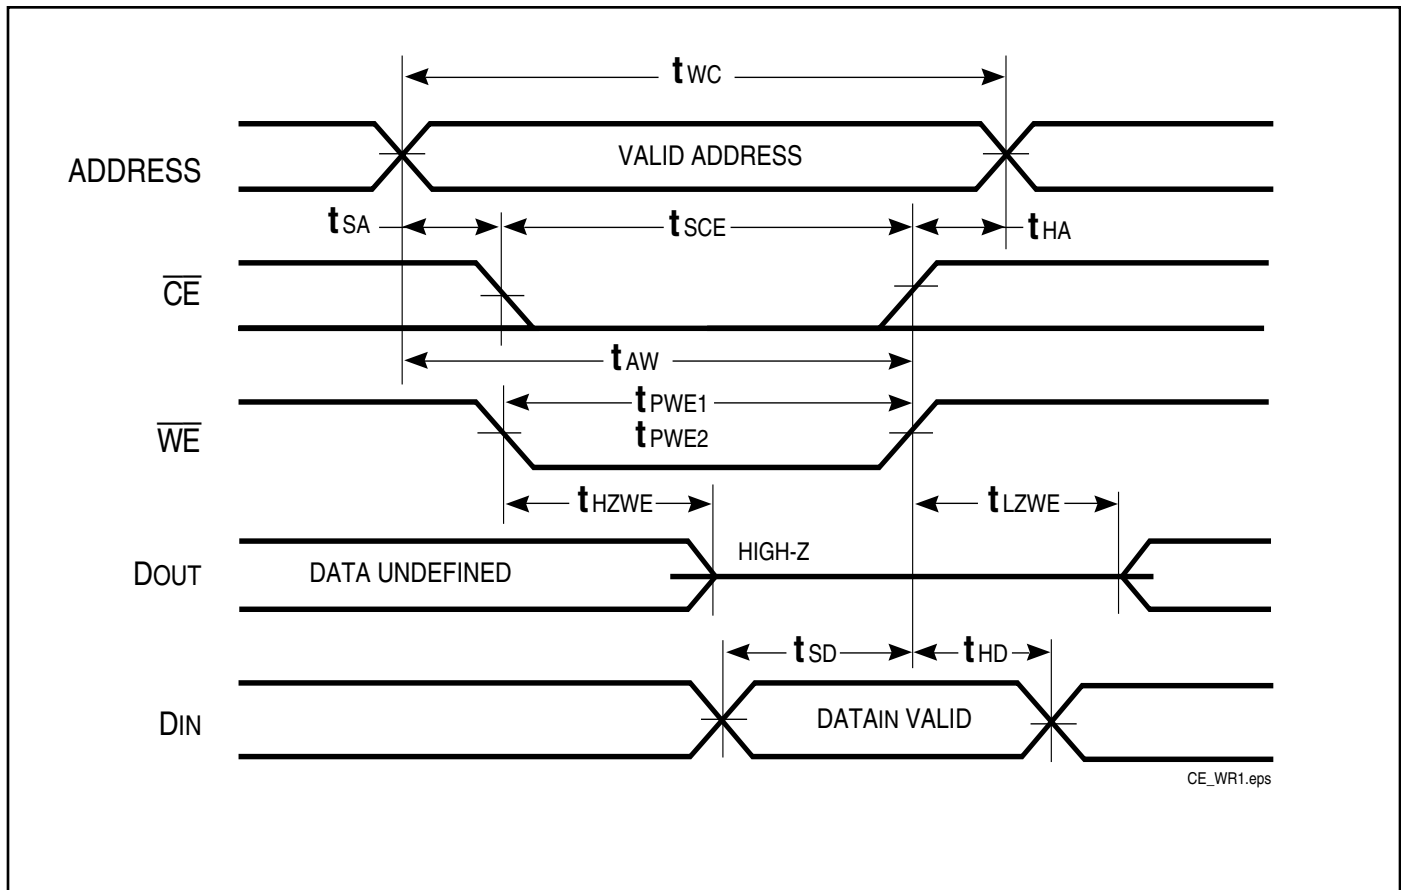 tWC
ADDRESS
VALID ADDRESS
tSA
tSCE
tHA
CE
tAW
tPWE1
WE
tPWE2
tHZWE
tLZWE
DOUT
DATA UNDEFINED
HIGH-Z
tSD
tHD
DIN
DATAIN VALID
CE_WR1.eps